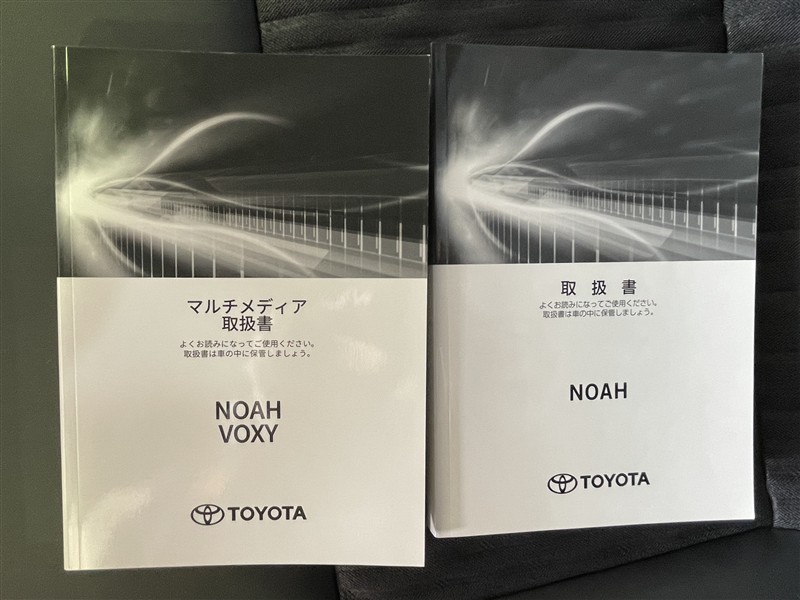 マルチメディア
取扱書
よくお読みになってご使用ください。
取扱書は車の中に保管しましょう。
NOAH
VOXY
TOYOTA
取扱書
よくお読みになってご使用ください。
取扱書は車の中に保管しましょう。
NOAH
TOYOTA